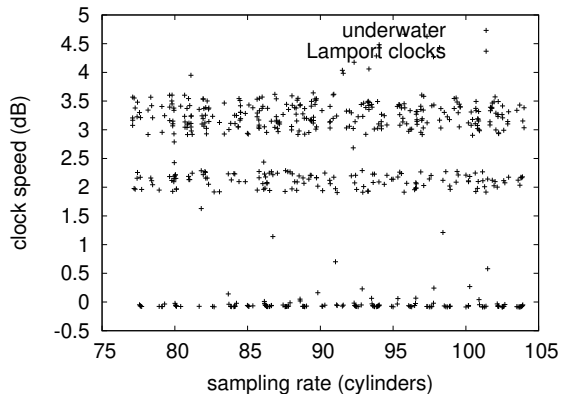 underwater
Lamport clocks
clock speed (dB)
5
4.5
4
3.5
3
2.5
2
1.5
1
0.5
0
-0.5
75 80 85 90 95 100 105
sampling rate (cylinders)